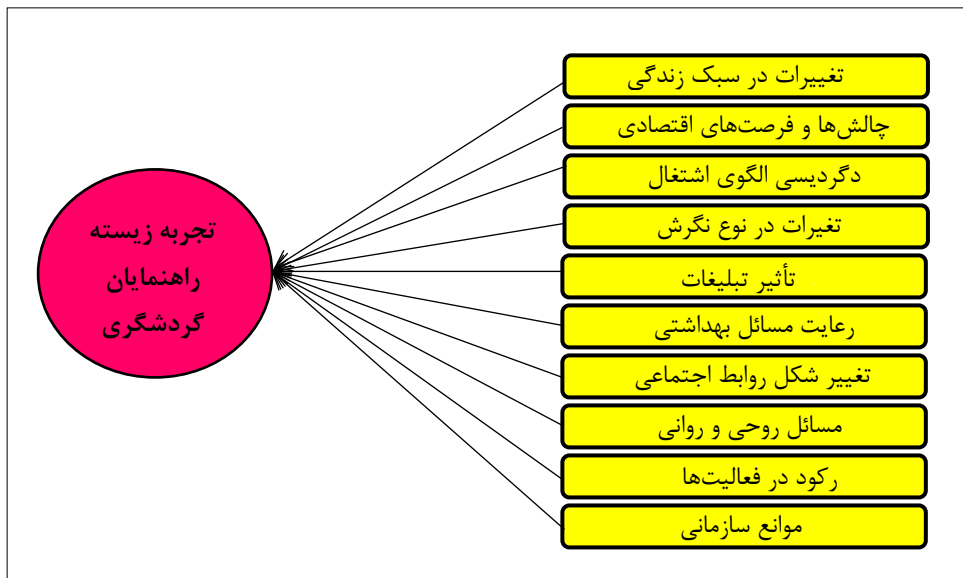 تغییرات در سبک زندگی
چالش‌ها و فرصت‌های اقتصادی
دگردیسی الگوی اشتغال
تغیرات در نوع نگرش
تأثیر تبلیغات
رعایت مسائل بهداشتی
تغییر شکل روابط اجتماعی
مسائل روحی و روانی
رکود در فعالیت‌ها
موانع سازمانی
تجربه زیسته
راهنمایان
گردشگری